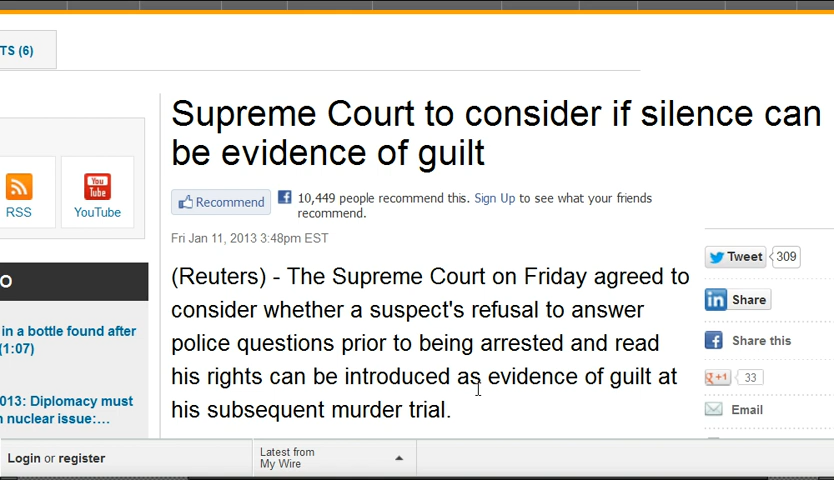 TS (6)
Supreme Court to consider if silence can
be evidence of guilt
Recommend
10,449 people recommend this. Sign Up to see what your friends
recommend.
Fri Jan 11, 2013 3:48pm EST
(Reuters) - The Supreme Court on Friday agreed to
consider whether a suspect's refusal to answer
police questions prior to being arrested and read
his rights can be introduced as evidence of guilt at
his subsequent murder trial.
RSS
You
Tube
YouTube
O
in a bottle found after
(1:07)
013: Diplomacy must
n nuclear issue:...
Tweet 309
in Share
Share this
g +1 33
Email
Login or register
Latest from
My Wire